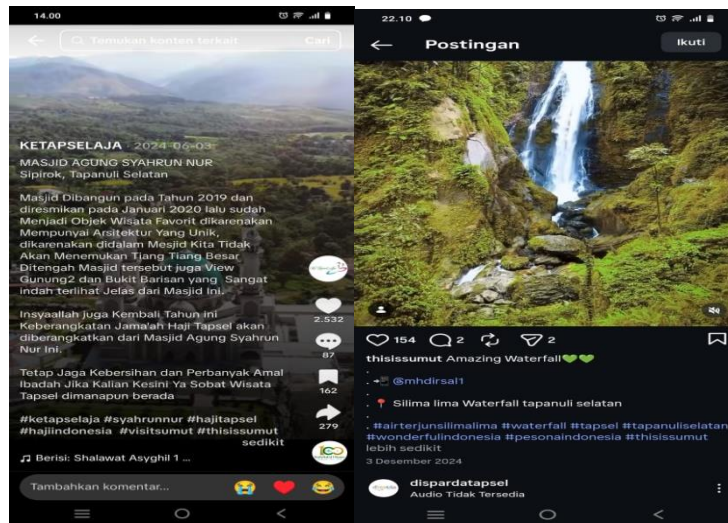 14.00
Temukan konten terkait
Cari
KETAPSELAJA · 2024-06-03
MASJID AGUNG SYAHRUN NUR
Sipirok, Tapanuli Selatan
Masjid Dibangun pada Tahun 2019 dan
diresmikan pada Januari 2020 lalu sudah
Menjadi Objek Wisata Favorit dikarenakan
Mempunyai Arsitektur Yang Unik,
dikarenakan didalam Mesjid Kita Tidak
Akan Menemukan Tiang Tiang Besar
Ditengah Masjid tersebut juga View
Gunung2 dan Bukit Barisan yang Sangat
indah terlihat Jelas dari Masjid Ini.
Insyaallah juga Kembali Tahun ini
Keberangkatan Jama'ah Haji Tapsel akan
diberangkatkan dari Masjid Agung Syahrun
Nur Ini.
Tetap Jaga Kebersihan dan Perbanyak Amal
Ibadah Jika Kalian Kesini Ya Sobat Wisata
Tapsel dimanapun berada
#ketapselaja #syahrunnur #hajitapsel
#hajiindonesia #visitsumut #thisissumut
sedikit
2.532
87
162
279
Berisi: Shalawat Asyghil 1 ...
Tambahkan komentar...
22.10
Postingan
Ikuti
154
2
2
thisissumut Amazing Waterfall💚💚
.
. 📲 @mhdirsal1
.
. 📍 Silima lima Waterfall tapanuli selatan
.
. #airterjunsilimalima #waterfall #tapsel #tapanuliselatan
#wonderfulindonesia #pesonaindonesia #thisissumut
lebih sedikit
3 Desember 2024
dispardatapsel
Audio Tidak Tersedia